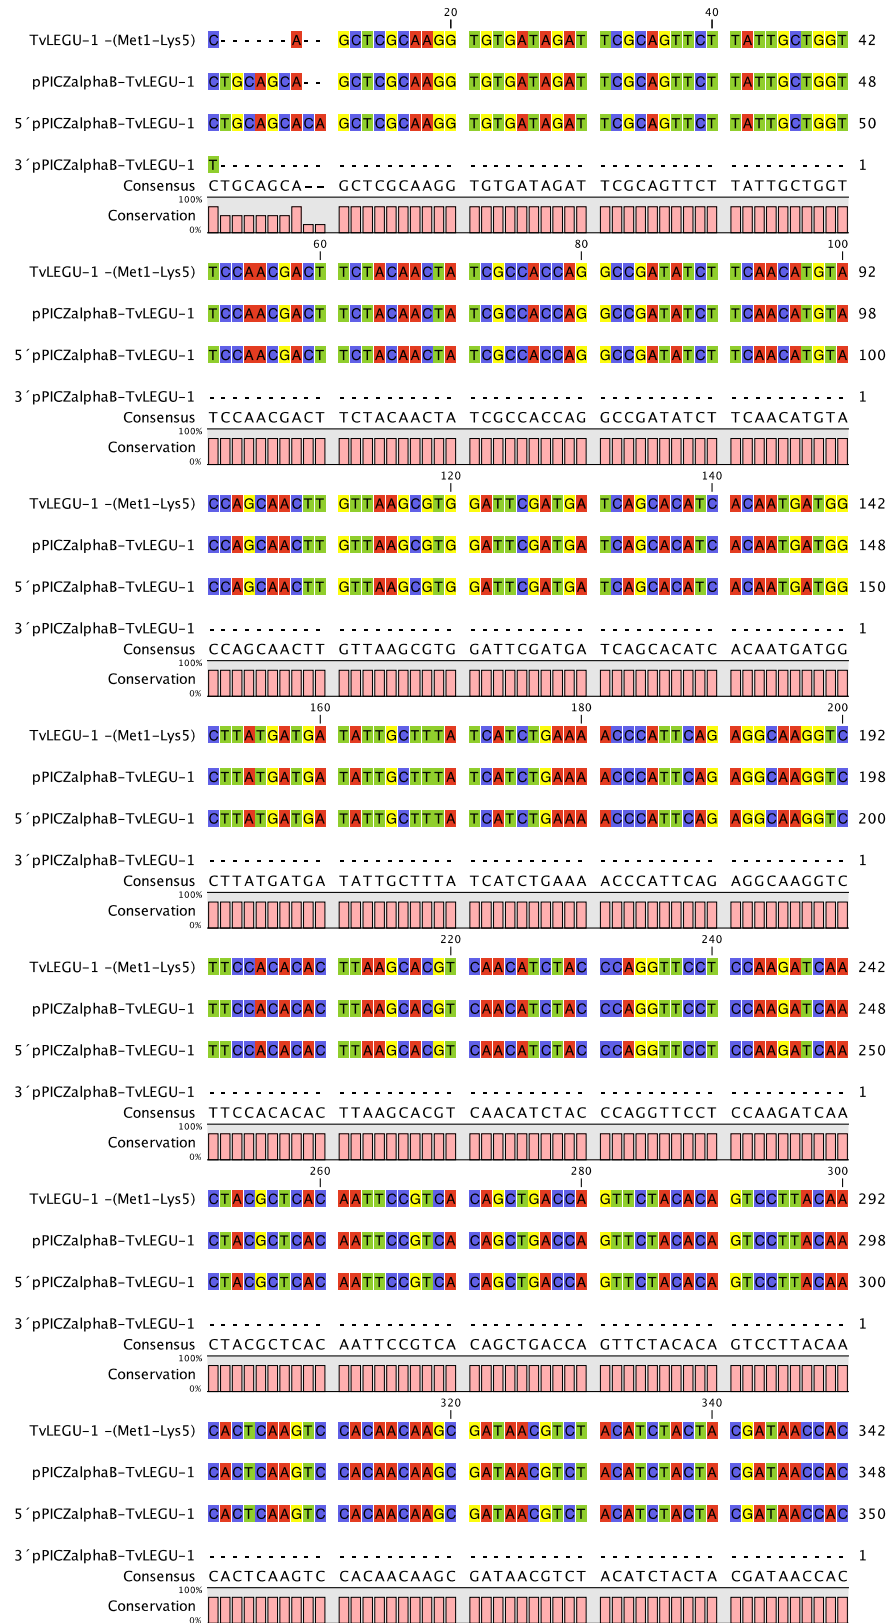 20 40
TvLEGU-1 -(Met1-Lys5) C------A-- GCTCGCAAGG TGTGATAGAT TCGCAGTTCT TATTGCTGGT 42
pPICZalphaB-TvLEGU-1 CTGCAGCA-- GCTCGCAAGG TGTGATAGAT TCGCAGTTCT TATTGCTGGT 48
5´pPICZalphaB-TvLEGU-1 CTGCAGCACA GCTCGCAAGG TGTGATAGAT TCGCAGTTCT TATTGCTGGT 50
3´pPICZalphaB-TvLEGU-1 T--------- ---------- ---------- ---------- ---------- 1
Consensus CTGCAGCA-- GCTCGCAAGG TGTGATAGAT TCGCAGTTCT TATTGCTGGT
100%
Conservation
0%
60 80 100
TvLEGU-1 -(Met1-Lys5) TCCAACGACT TCTACAACTA TCGCCACCAG GCCGATATCT TCAACATGTA 92
pPICZalphaB-TvLEGU-1 TCCAACGACT TCTACAACTA TCGCCACCAG GCCGATATCT TCAACATGTA 98
5´pPICZalphaB-TvLEGU-1 TCCAACGACT TCTACAACTA TCGCCACCAG GCCGATATCT TCAACATGTA 100
3´pPICZalphaB-TvLEGU-1 ---------- ---------- ---------- ---------- ---------- 1
Consensus TCCAACGACT TCTACAACTA TCGCCACCAG GCCGATATCT TCAACATGTA
100%
Conservation
0%
120 140
TvLEGU-1 -(Met1-Lys5) CCAGCAACTT GTTAAGCGTG GATTCGATGA TCAGCACATC ACAATGATGG 142
pPICZalphaB-TvLEGU-1 CCAGCAACTT GTTAAGCGTG GATTCGATGA TCAGCACATC ACAATGATGG 148
5´pPICZalphaB-TvLEGU-1 CCAGCAACTT GTTAAGCGTG GATTCGATGA TCAGCACATC ACAATGATGG 150
3´pPICZalphaB-TvLEGU-1 ---------- ---------- ---------- ---------- ---------- 1
Consensus CCAGCAACTT GTTAAGCGTG GATTCGATGA TCAGCACATC ACAATGATGG
100%
Conservation
0%
160 180 200
TvLEGU-1 -(Met1-Lys5) CTTATGATGA TATTGCTTTA TCATCTGAAA ACCCATTCAG AGGCAAGGTC 192
pPICZalphaB-TvLEGU-1 CTTATGATGA TATTGCTTTA TCATCTGAAA ACCCATTCAG AGGCAAGGTC 198
5´pPICZalphaB-TvLEGU-1 CTTATGATGA TATTGCTTTA TCATCTGAAA ACCCATTCAG AGGCAAGGTC 200
3´pPICZalphaB-TvLEGU-1 ---------- ---------- ---------- ---------- ---------- 1
Consensus CTTATGATGA TATTGCTTTA TCATCTGAAA ACCCATTCAG AGGCAAGGTC
100%
Conservation
0%
220 240
TvLEGU-1 -(Met1-Lys5) TTCCACACAC TTAAGCACGT CAACATCTAC CCAGGTTCCT CCAAGATCAA 242
pPICZalphaB-TvLEGU-1 TTCCACACAC TTAAGCACGT CAACATCTAC CCAGGTTCCT CCAAGATCAA 248
5´pPICZalphaB-TvLEGU-1 TTCCACACAC TTAAGCACGT CAACATCTAC CCAGGTTCCT CCAAGATCAA 250
3´pPICZalphaB-TvLEGU-1 ---------- ---------- ---------- ---------- ---------- 1
Consensus TTCCACACAC TTAAGCACGT CAACATCTAC CCAGGTTCCT CCAAGATCAA
100%
Conservation
0%
260 280 300
TvLEGU-1 -(Met1-Lys5) CTACGCTCAC AATTCCGTCA CAGCTGACCA GTTCTACACA GTCCTTACAA 292
pPICZalphaB-TvLEGU-1 CTACGCTCAC AATTCCGTCA CAGCTGACCA GTTCTACACA GTCCTTACAA 298
5´pPICZalphaB-TvLEGU-1 CTACGCTCAC AATTCCGTCA CAGCTGACCA GTTCTACACA GTCCTTACAA 300
3´pPICZalphaB-TvLEGU-1 ---------- ---------- ---------- ---------- ---------- 1
Consensus CTACGCTCAC AATTCCGTCA CAGCTGACCA GTTCTACACA GTCCTTACAA
100%
Conservation
0%
320 340
TvLEGU-1 -(Met1-Lys5) CACTCAAGTC CACAACAAGC GATAACGTCT ACATCTACTA CGATAACCAC 342
pPICZalphaB-TvLEGU-1 CACTCAAGTC CACAACAAGC GATAACGTCT ACATCTACTA CGATAACCAC 348
5´pPICZalphaB-TvLEGU-1 CACTCAAGTC CACAACAAGC GATAACGTCT ACATCTACTA CGATAACCAC 350
3´pPICZalphaB-TvLEGU-1 ---------- ---------- ---------- ---------- ---------- 1
Consensus CACTCAAGTC CACAACAAGC GATAACGTCT ACATCTACTA CGATAACCAC
100%
Conservation
0%